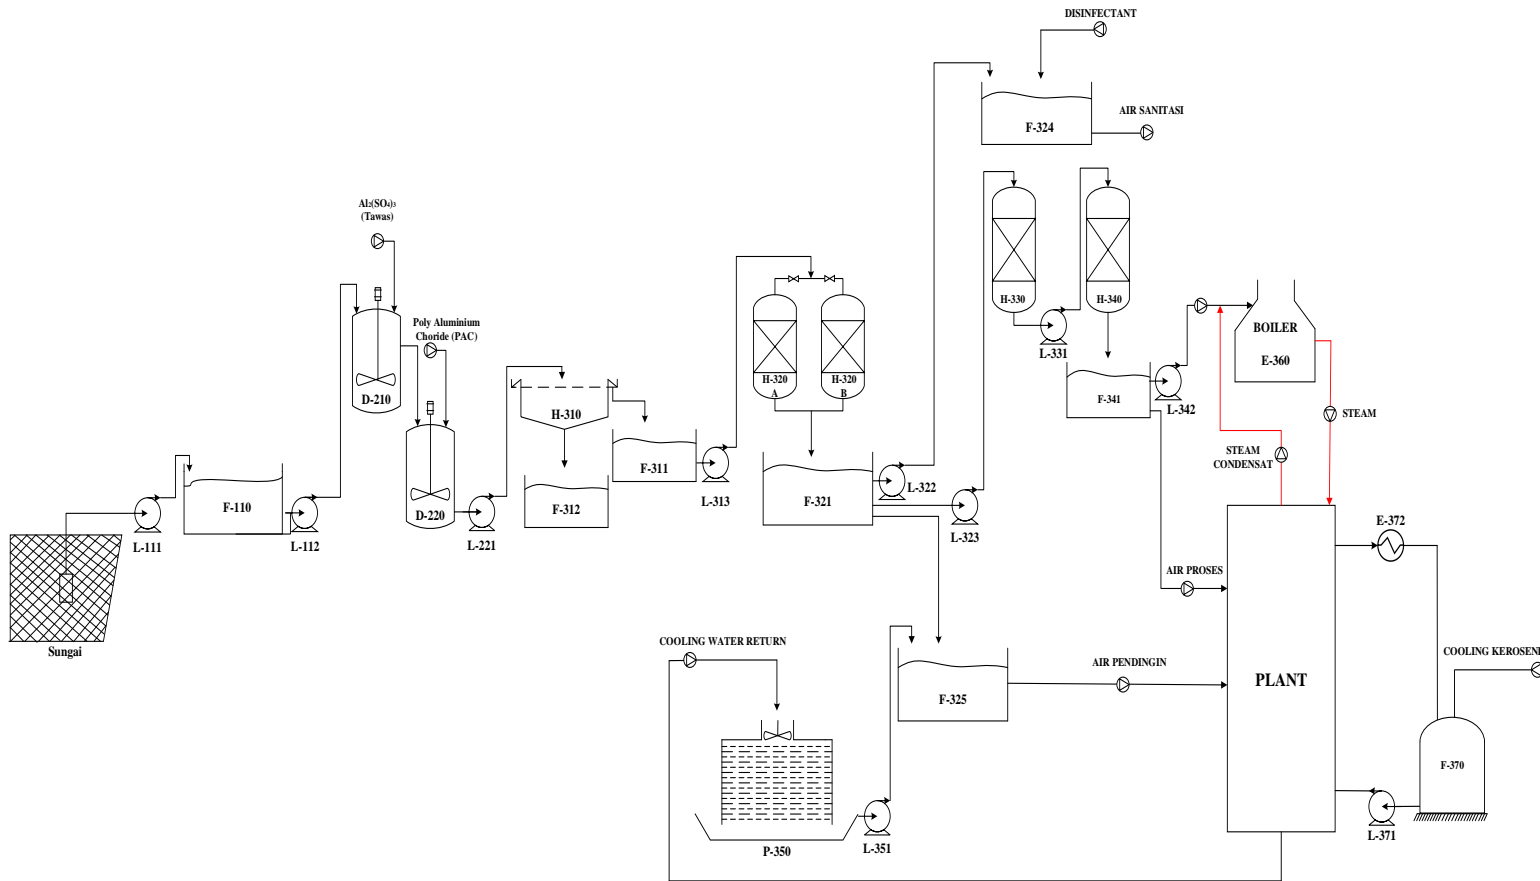 DISINFECTANT
F-324
AIR SANITASI
Al₂(SO₄)₃
(Tawas)
D-210
Poly Aluminium
Choride (PAC)
D-220
L-221
H-310
F-312
F-311
L-313
H-320
A
H-320
B
F-321
L-322
L-323
H-330
L-331
H-340
F-341
L-342
BOILER
E-360
STEAM
STEAM
CONDENSAT
Sungai
L-111
F-110
L-112
COOLING WATER RETURN
P-350
L-351
F-325
AIR PENDINGIN
AIR PROSES
PLANT
E-372
COOLING KEROSENE
F-370
L-371